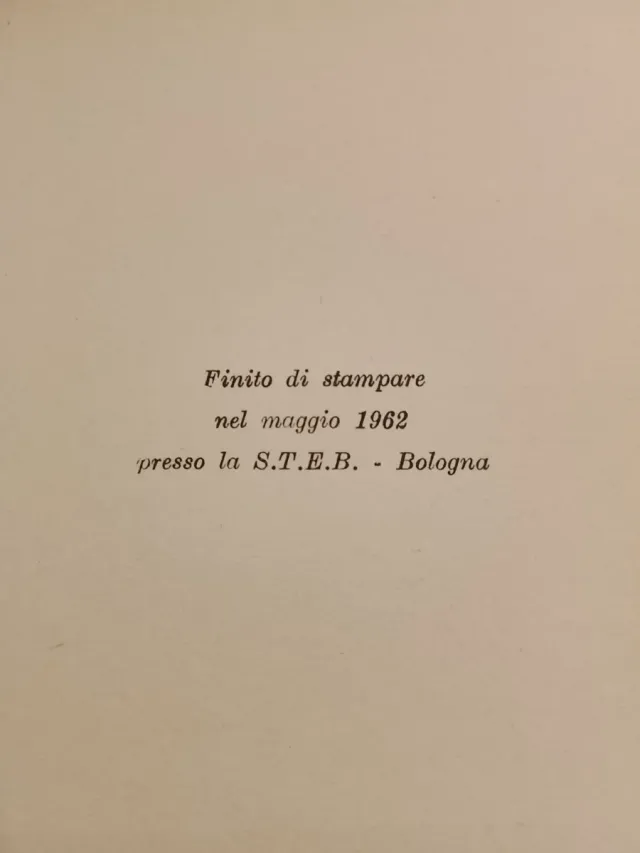 Finito di stampare
nel maggio 1962
presso la S.T.E.B. - Bologna